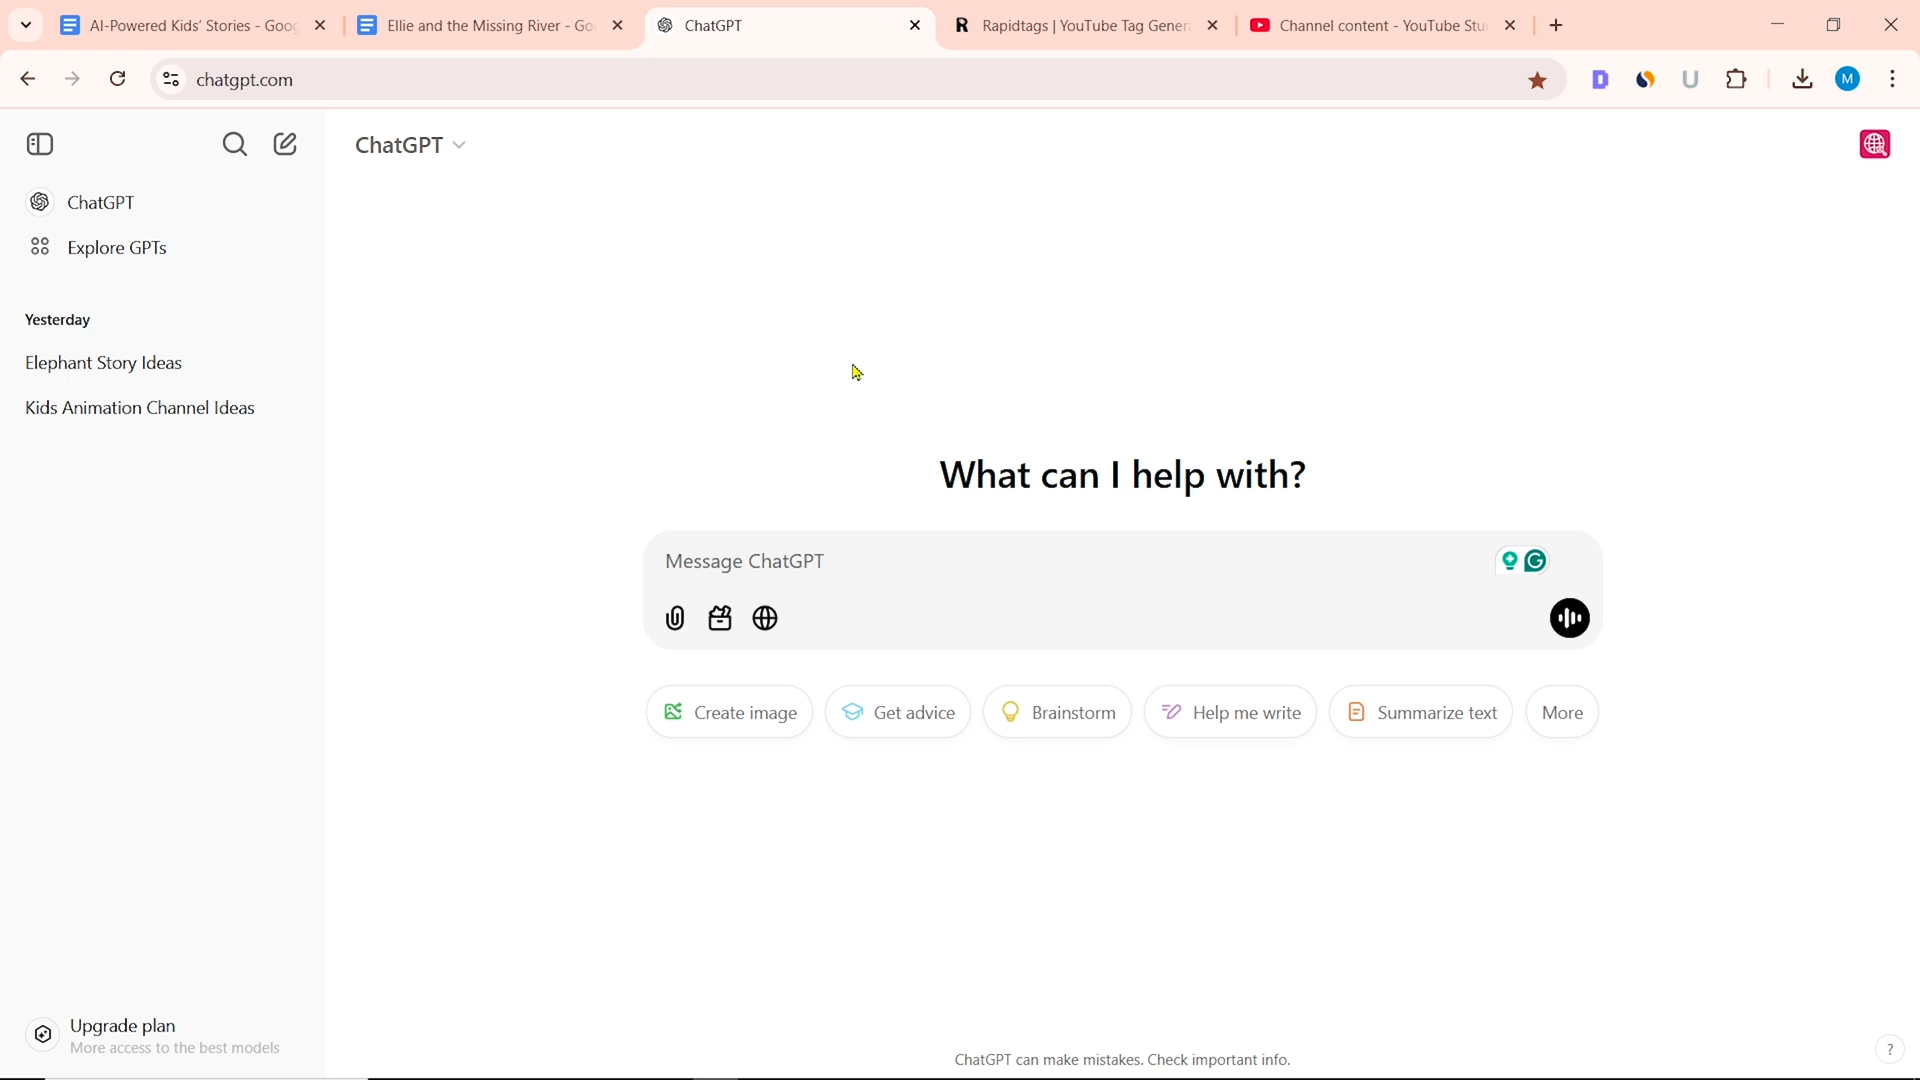 AI-Powered Kids' Stories - Goog
Ellie and the Missing River - Go
ChatGPT
Rapidtags | YouTube Tag Gener
Channel content - YouTube Stu
chatgpt.com
M
ChatGPT
ChatGPT
Explore GPTs
Yesterday
Elephant Story Ideas
Kids Animation Channel Ideas
What can I help with?
Message ChatGPT
Create image
Get advice
Brainstorm
Help me write
Summarize text
More
Upgrade plan
More access to the best models
ChatGPT can make mistakes. Check important info.
?